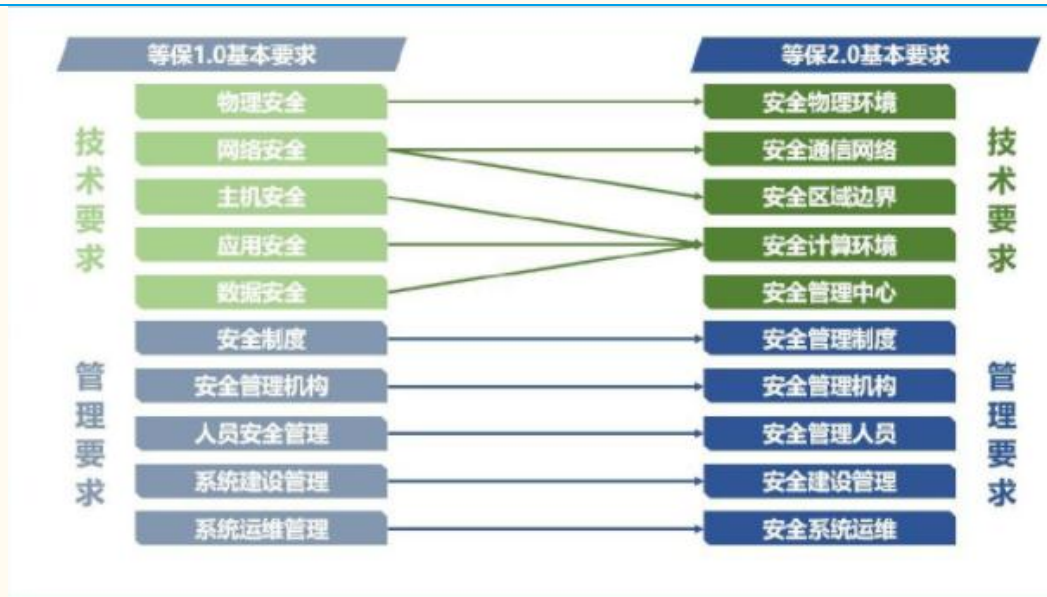 等保1.0基本要求
等保2.0基本要求
技术要求
物理安全
安全物理环境
网络安全
安全通信网络
主机安全
安全区域边界
应用安全
安全计算环境
数据安全
安全管理中心
技术要求
管理要求
安全制度
安全管理制度
安全管理机构
安全管理机构
人员安全管理
安全管理人员
系统建设管理
安全建设管理
系统运维管理
安全系统运维
管理要求